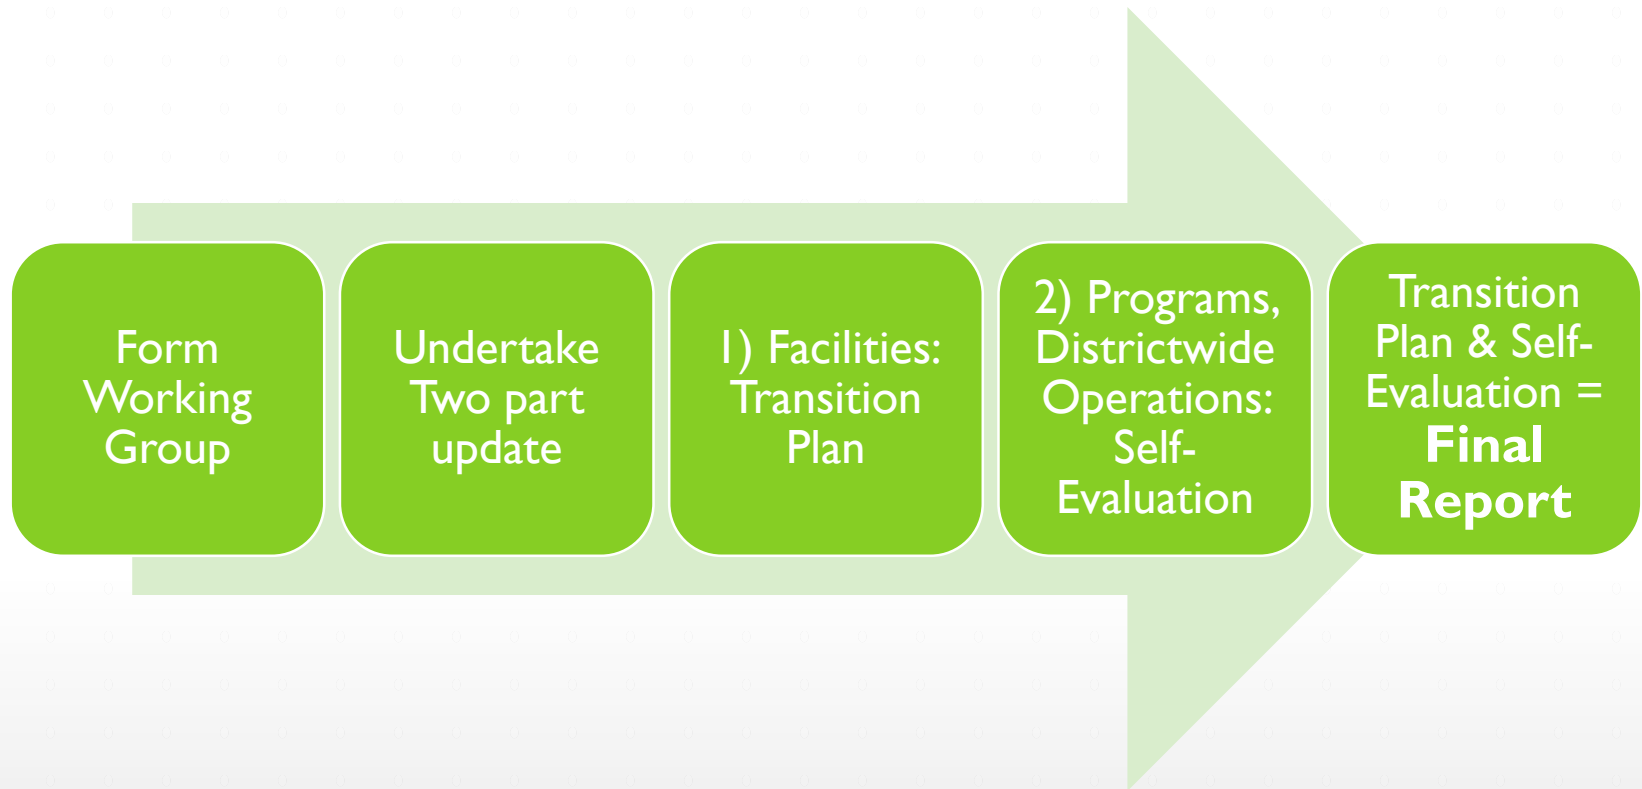 Form
Working
Group
Undertake
Two part
update
1) Facilities:
Transition
Plan
2) Programs,
Districtwide
Operations:
Self-
Evaluation
Transition
Plan & Self-
Evaluation =
Final
Report